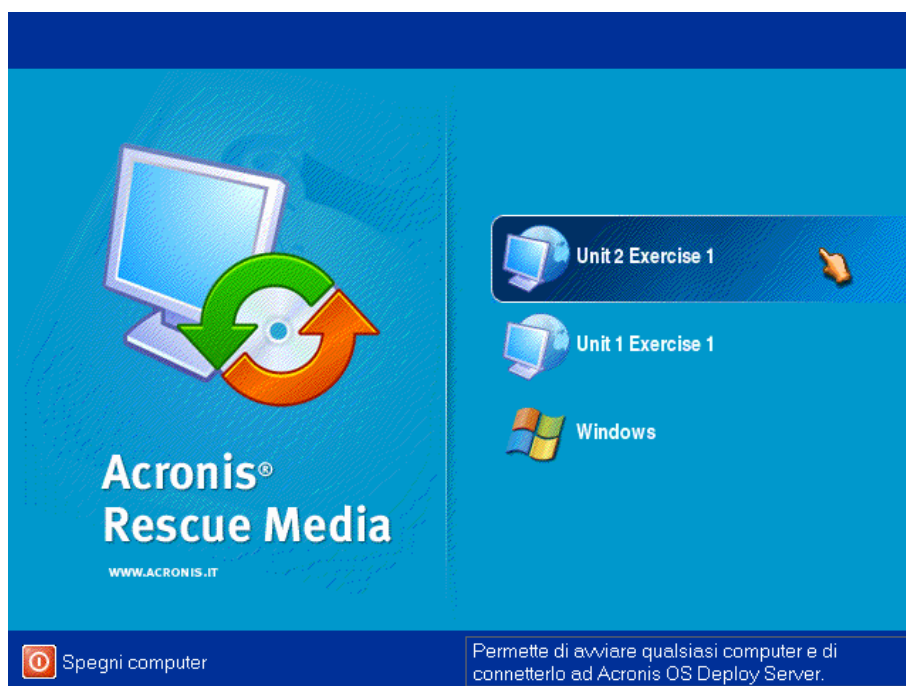 Unit 2 Exercise 1
Unit 1 Exercise 1
Windows
Acronis®
Rescue Media
WWW.ACRONIS.IT
Spegni computer
Permette di avviare qualsiasi computer e di
connetterlo ad Acronis OS Deploy Server.